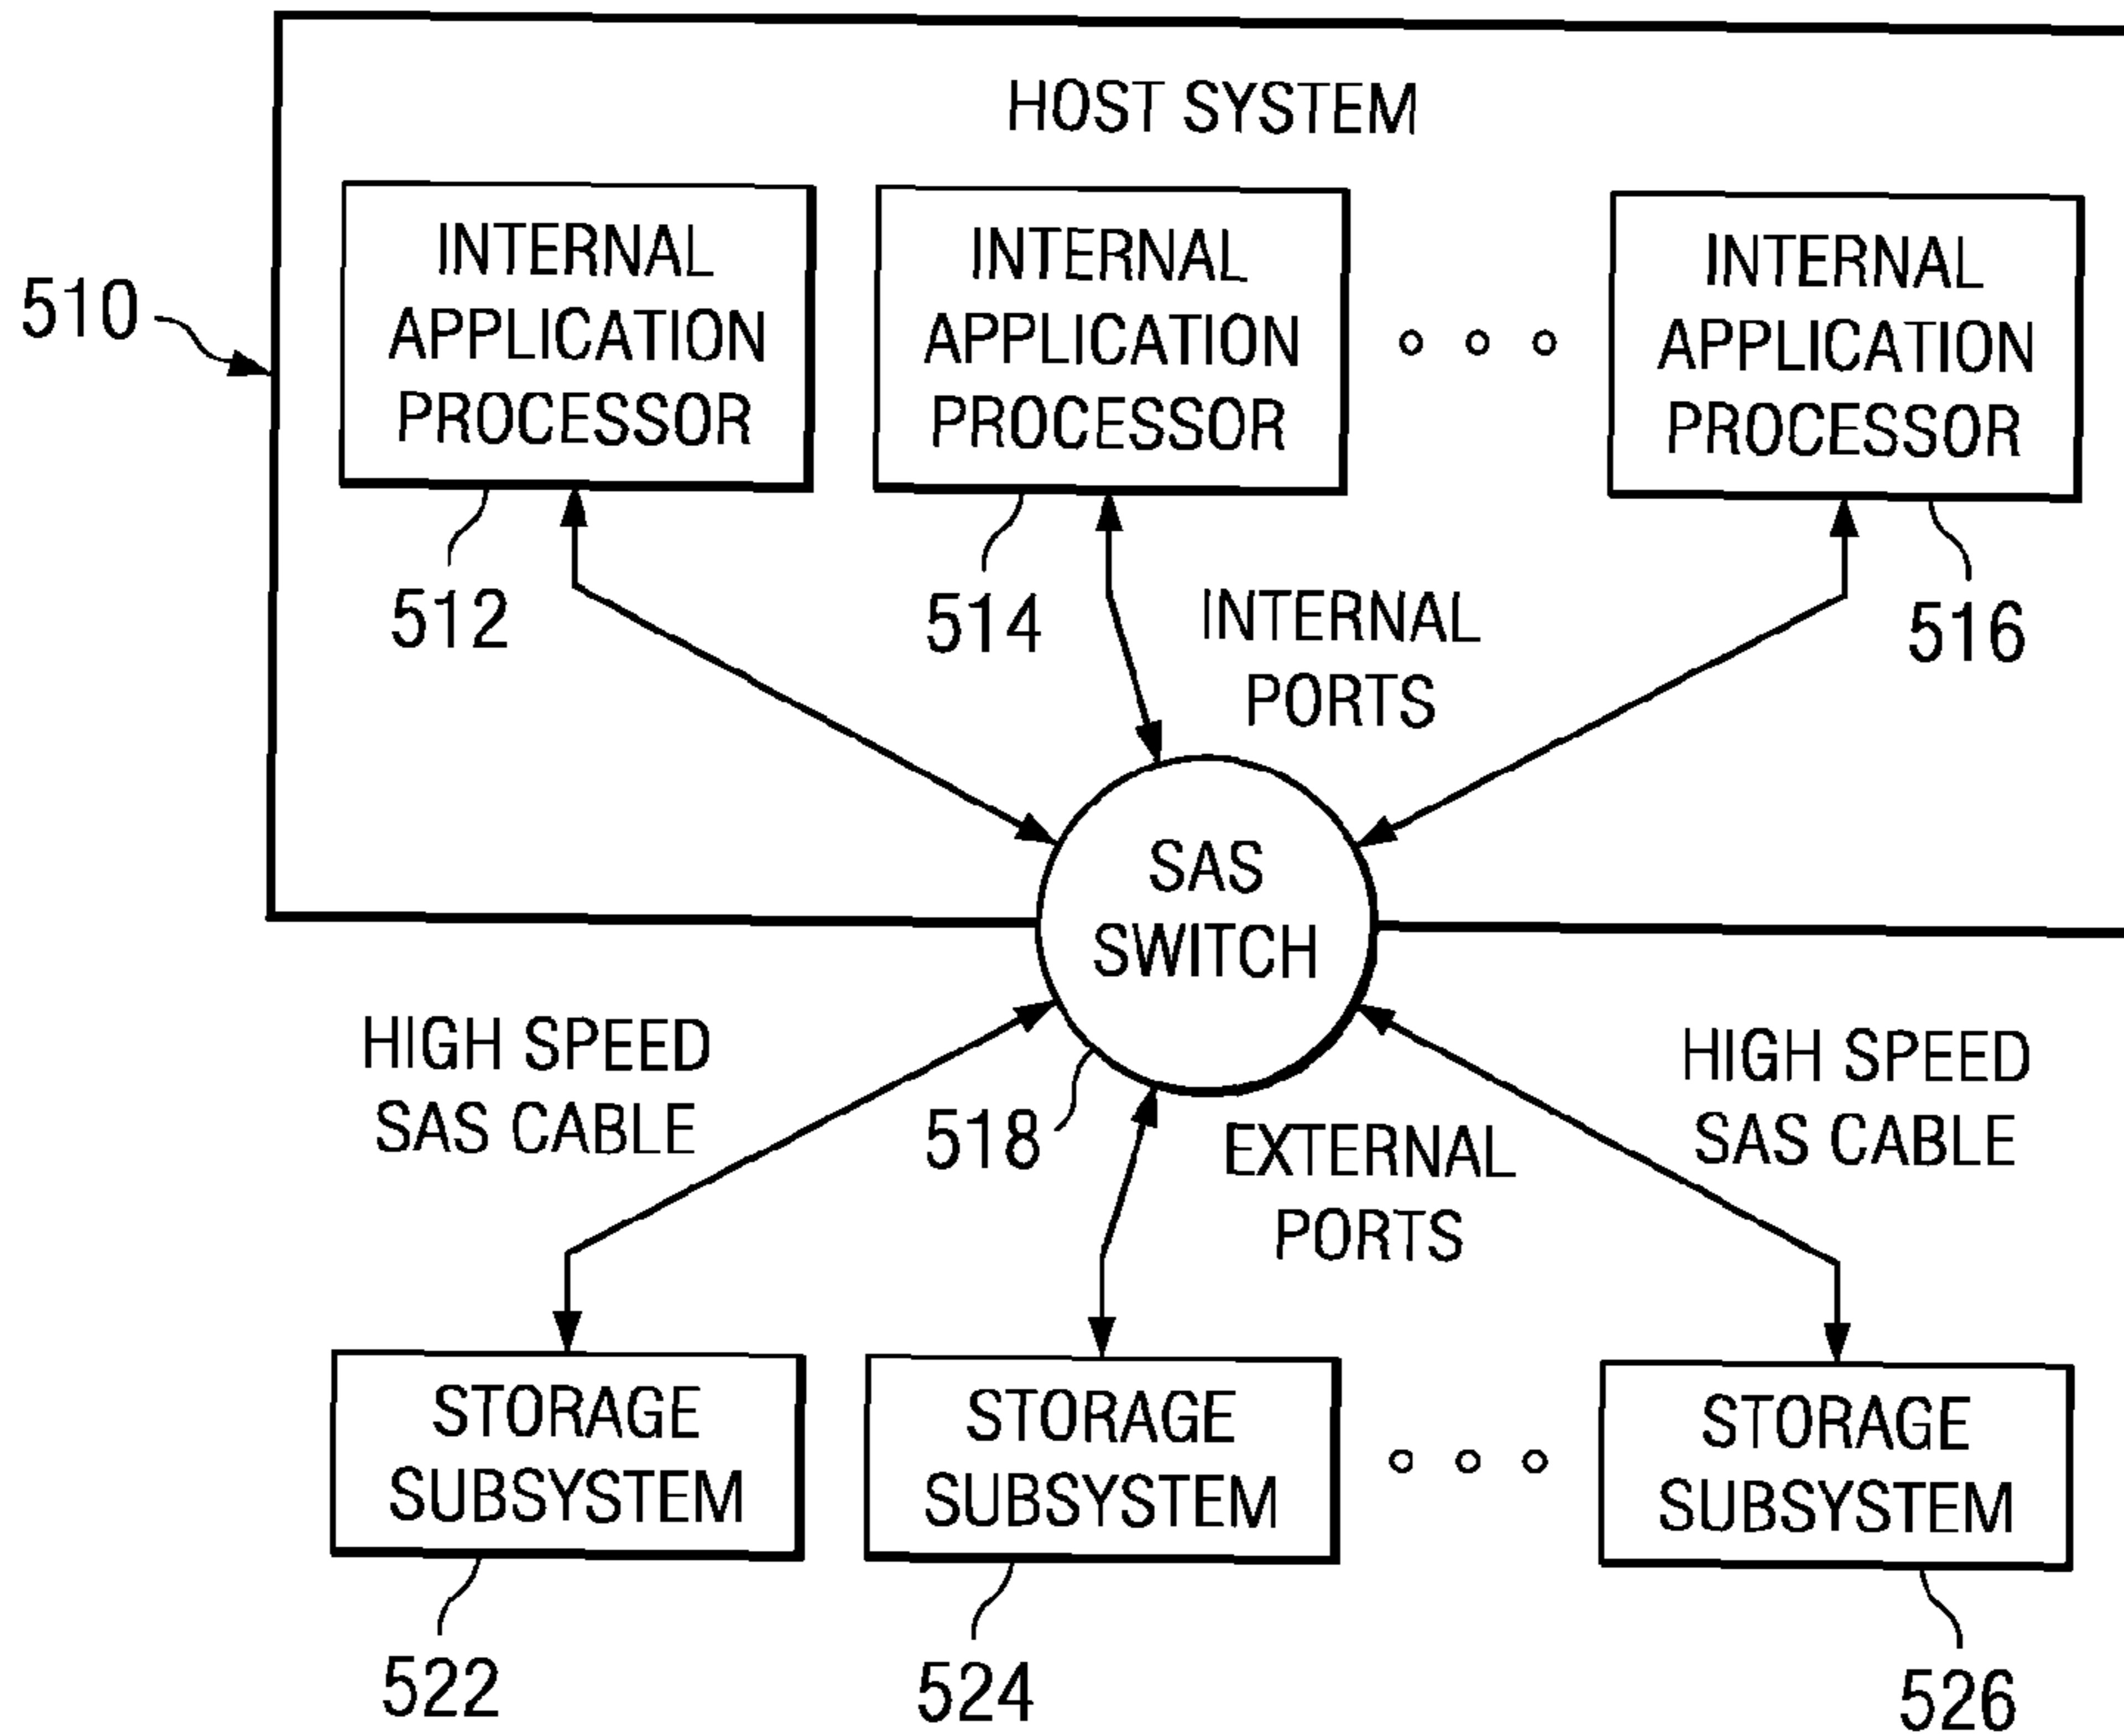 HOST SYSTEM
INTERNAL
APPLICATION
PROCESSOR
INTERNAL
APPLICATION
PROCESSOR
INTERNAL
APPLICATION
PROCESSOR
510
512
514
INTERNAL
PORTS
516
SAS
SWITCH
HIGH SPEED
SAS CABLE
518
EXTERNAL
PORTS
HIGH SPEED
SAS CABLE
STORAGE
SUBSYSTEM
STORAGE
SUBSYSTEM
STORAGE
SUBSYSTEM
522
524
526